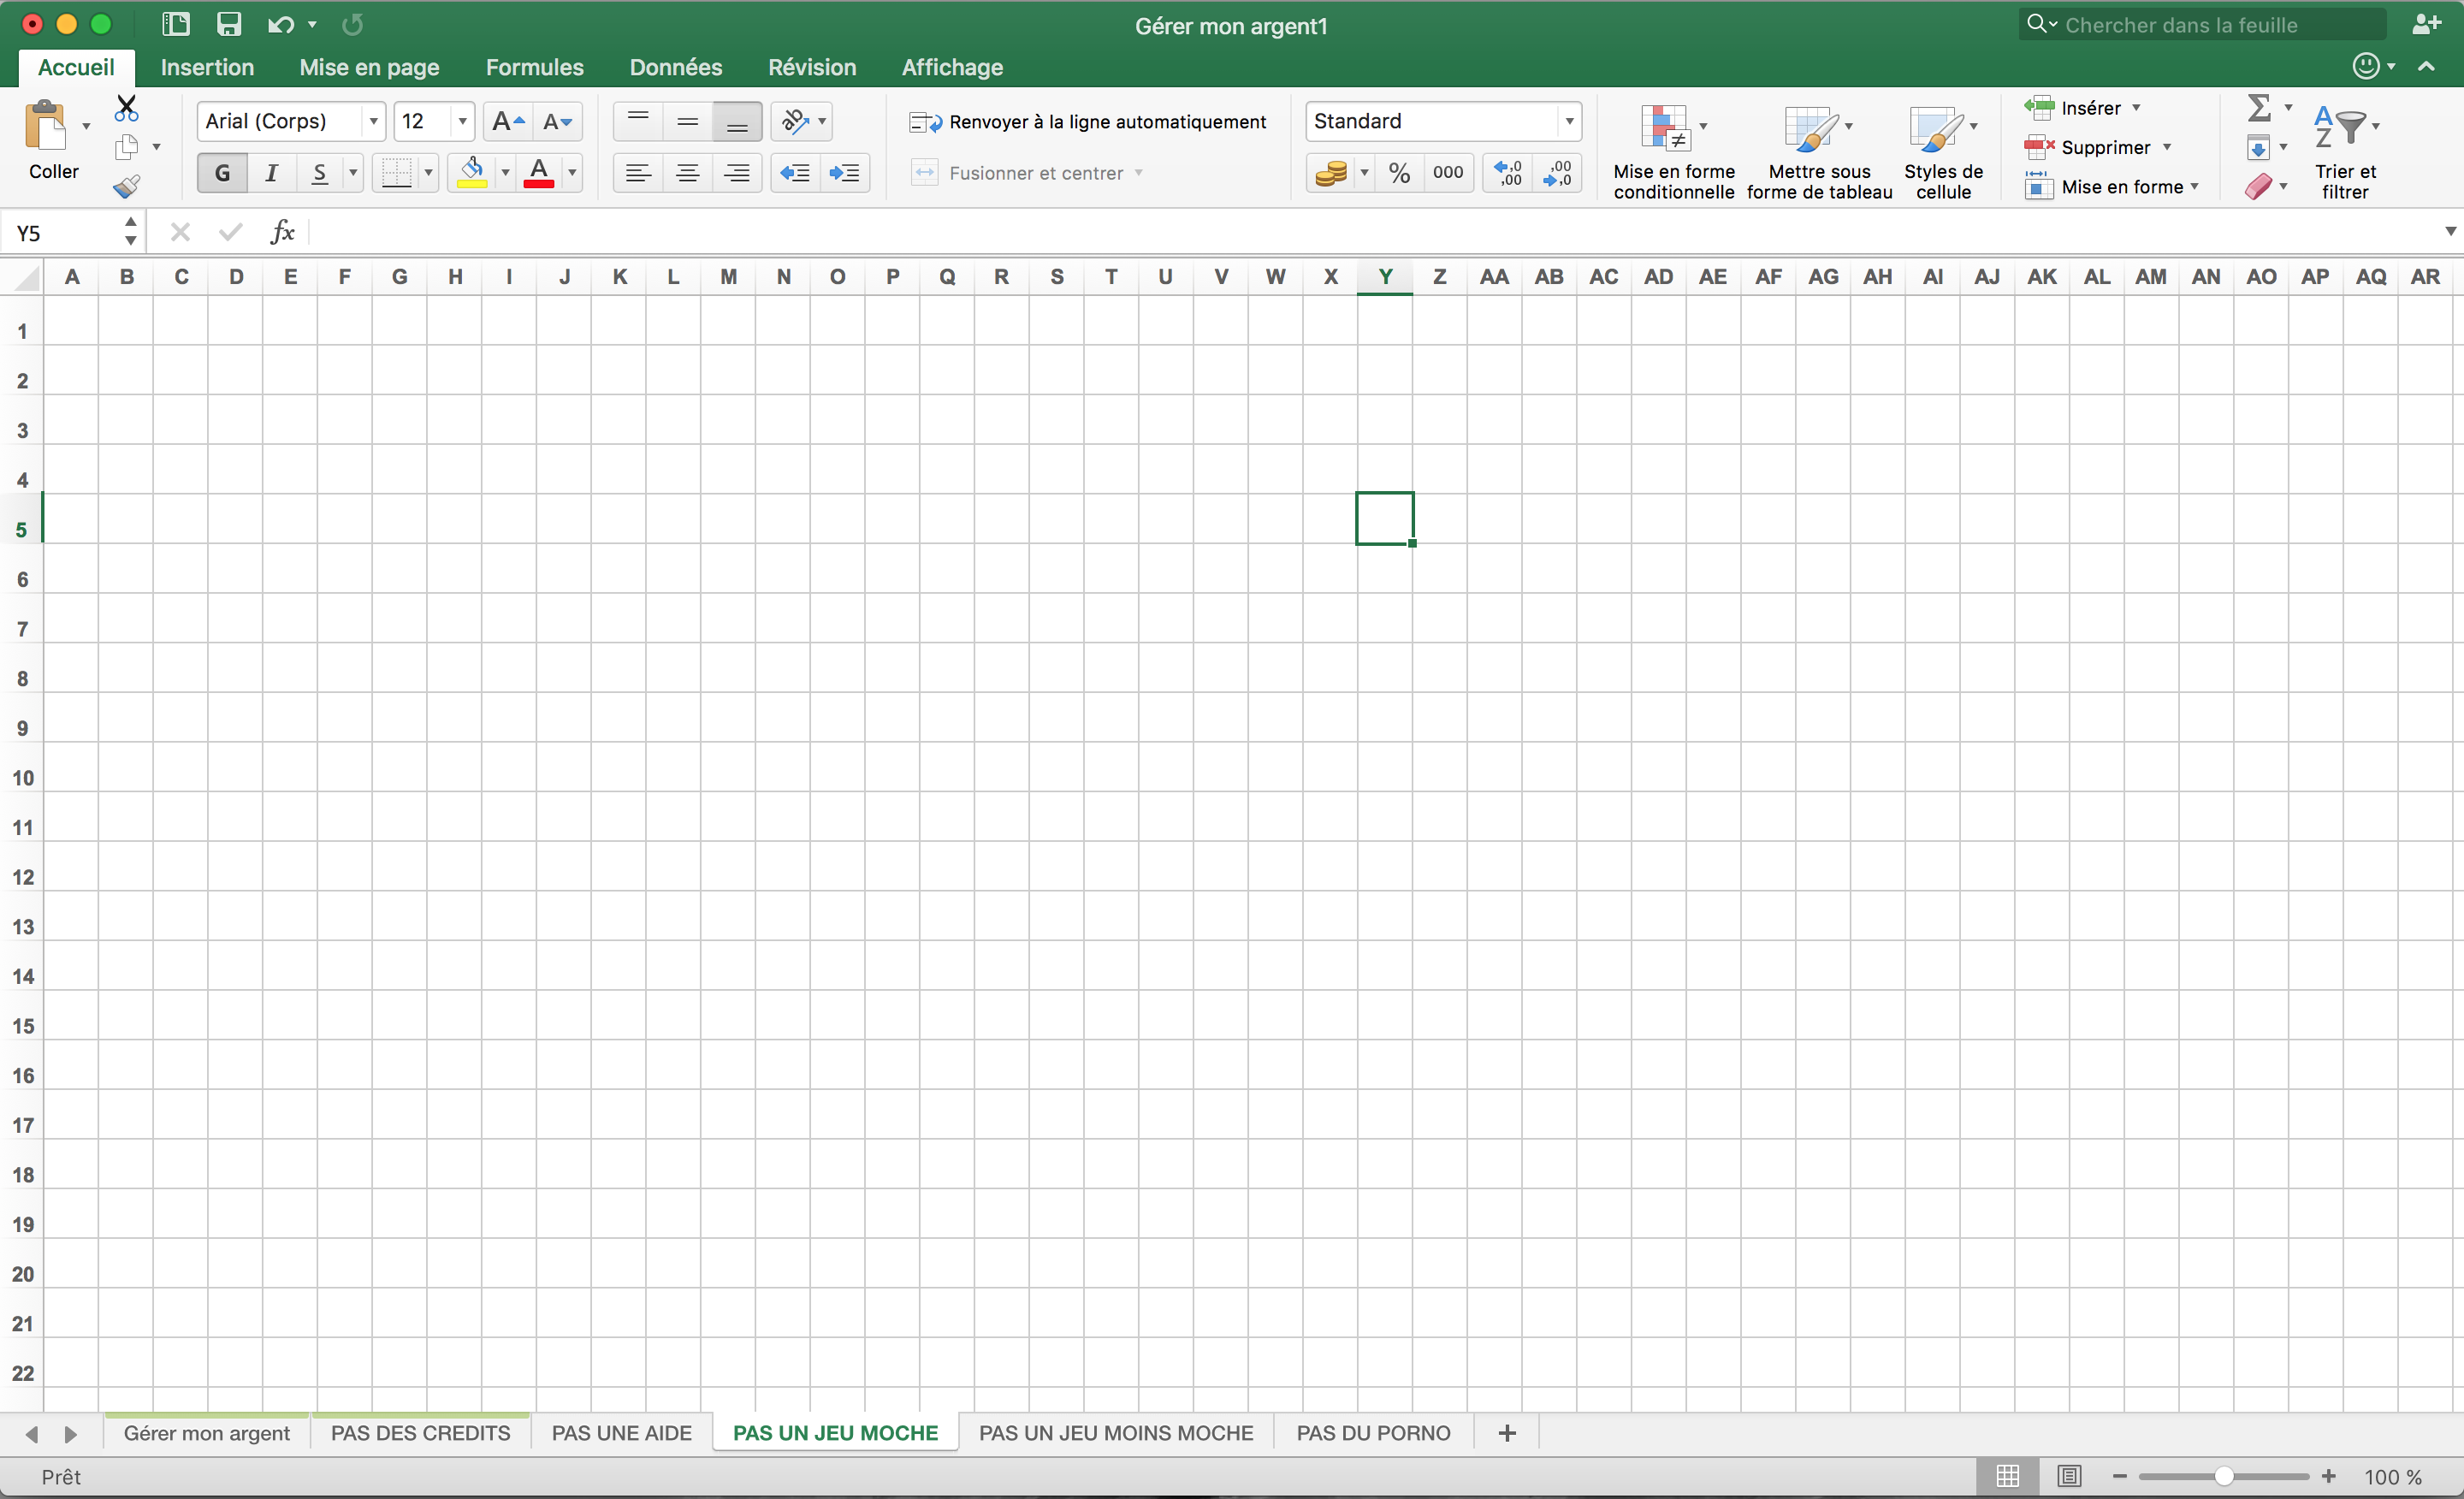 Gérer mon argent1
Chercher dans la feuille
Accueil Insertion Mise en page Formules Données Révision Affichage
Coller
Arial (Corps) 12 A A
G I S A
ab
Renvoyer à la ligne automatiquement
Fusionner et centrer
Standard
% 000 ,0 ,00 ,00 ,0
≠
Mise en forme conditionnelle
Mettre sous forme de tableau
Styles de cellule
Insérer
Supprimer
Mise en forme
Σ
A Z
Trier et filtrer
Y5 fx
A B C D E F G H I J K L M N O P Q R S T U V W X Y Z AA AB AC AD AE AF AG AH AI AJ AK AL AM AN AO AP AQ AR
1
2
3
4
5
6
7
8
9
10
11
12
13
14
15
16
17
18
19
20
21
22
Gérer mon argent PAS DES CREDITS PAS UNE AIDE PAS UN JEU MOCHE PAS UN JEU MOINS MOCHE PAS DU PORNO +
Prêt
100 %